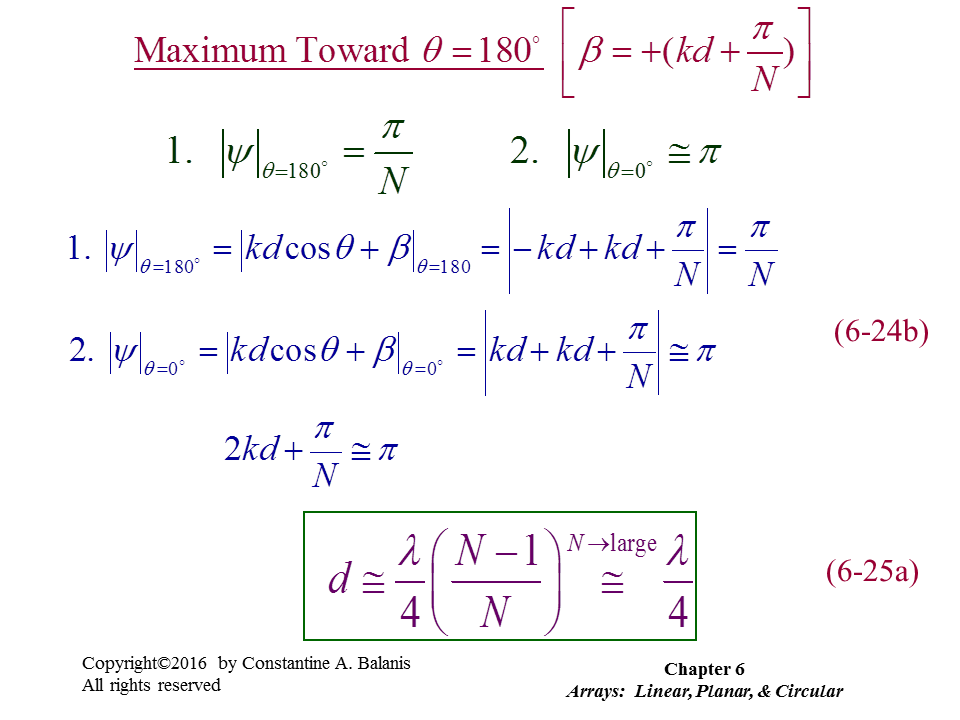 Maximum Toward θ = 180° [β = +(kd + π/N)]
1. |ψ|θ=180° = π/N    2. |ψ|θ=0° ≅ π
1. |ψ|θ=180° = |kd cos θ + β|θ=180 = |−kd + kd + π/N| = π/N
2. |ψ|θ=0° = |kd cos θ + β|θ=0° = |kd + kd + π/N| ≅ π
(6-24b)
2kd + π/N ≅ π
d ≅ λ/4 (N − 1/N) N→large ≅ λ/4
(6-25a)
Copyright©2016 by Constantine A. Balanis
All rights reserved
Chapter 6
Arrays: Linear, Planar, & Circular